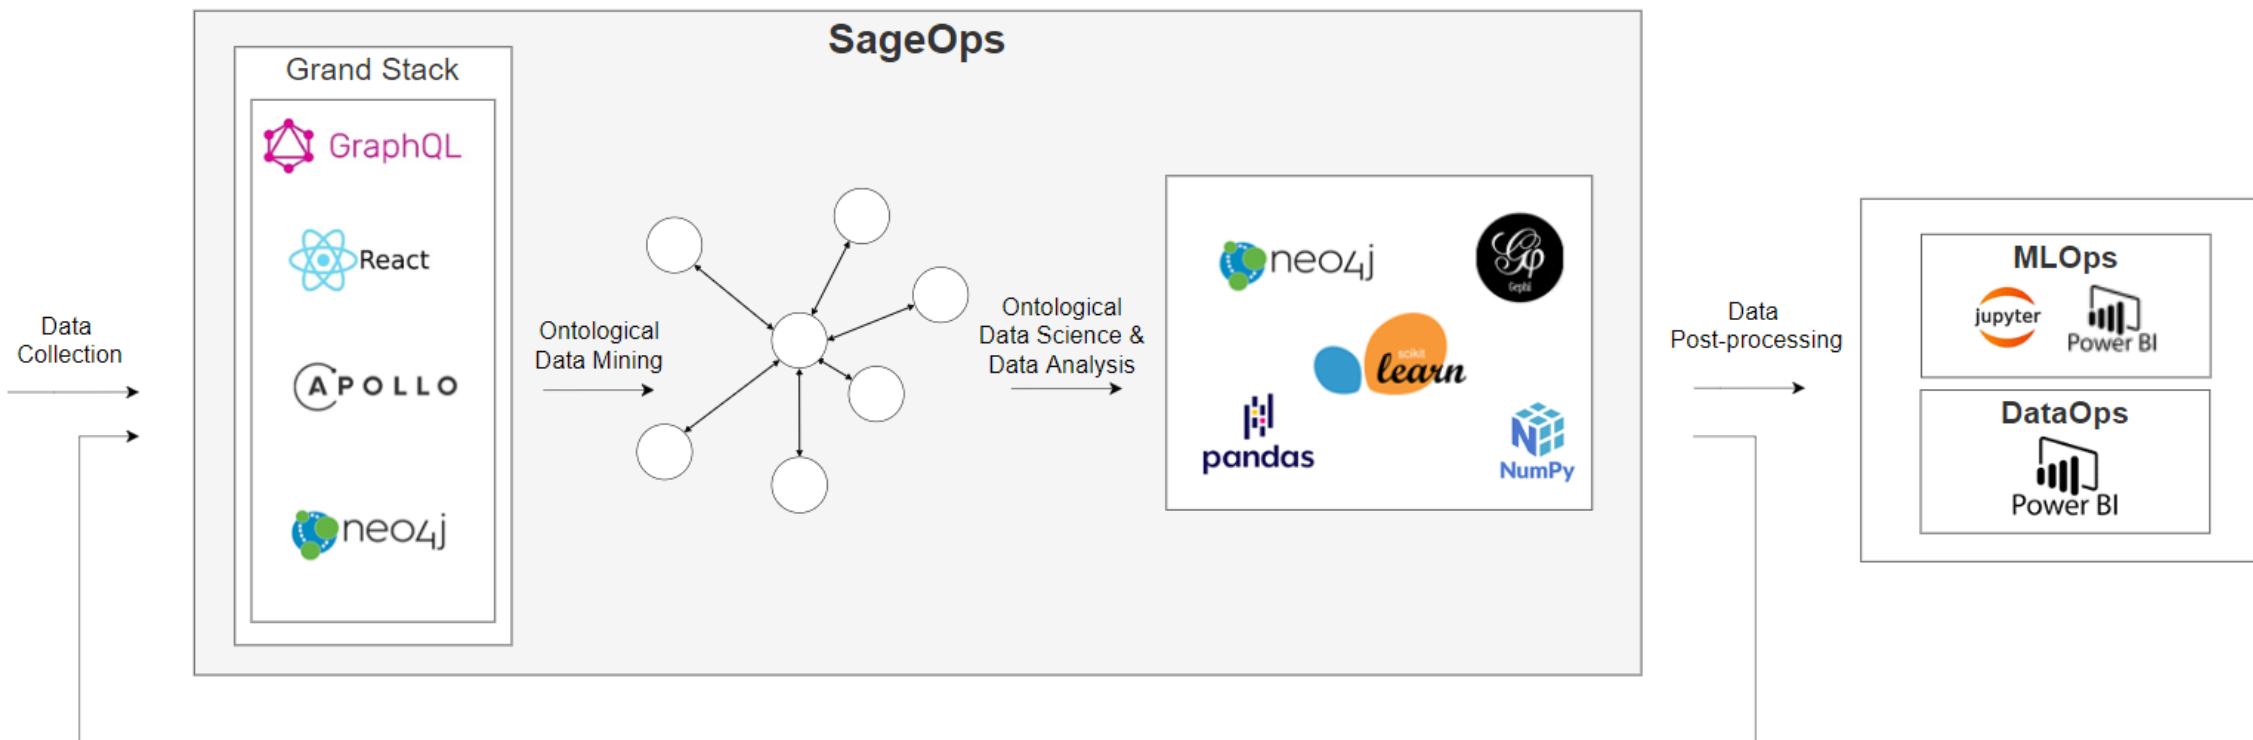 SageOps
Grand Stack
GraphQL
React
APOLLO
neo4j
Data
Collection
Ontological
Data Mining
Ontological
Data Science &
Data Analysis
neo4j
Gephi
scikit
learn
pandas
NumPy
Data
Post-processing
MLOps
jupyter
Power BI
DataOps
Power BI